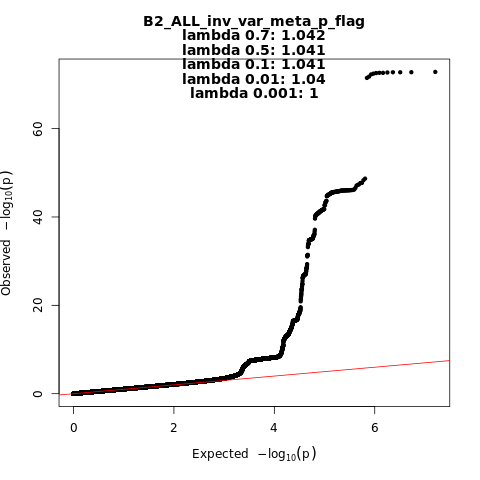 B2_ALL_inv_var_meta_p_flag
lambda 0.7: 1.042
lambda 0.5: 1.041
lambda 0.1: 1.041
lambda 0.01: 1.04
lambda 0.001: 1
60
40
20
0
Observed −log10(p)
0 2 4 6
Expected −log10(p)